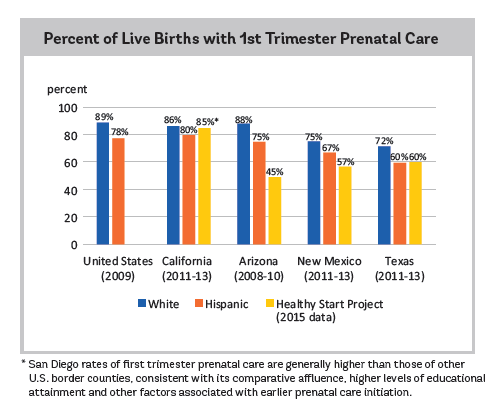 Percent of Live Births with 1st Trimester Prenatal Care
percent
100
80
60
40
20
0
89%
78%
86%
80%
85%*
88%
75%
45%
75%
67%
57%
72%
60%
60%
United States
(2009)
California
(2011-13)
Arizona
(2008-10)
New Mexico
(2011-13)
Texas
(2011-13)
White
Hispanic
Healthy Start Project
(2015 data)
* San Diego rates of first trimester prenatal care are generally higher than those of other
U.S. border counties, consistent with its comparative affluence, higher levels of educational
attainment and other factors associated with earlier prenatal care initiation.